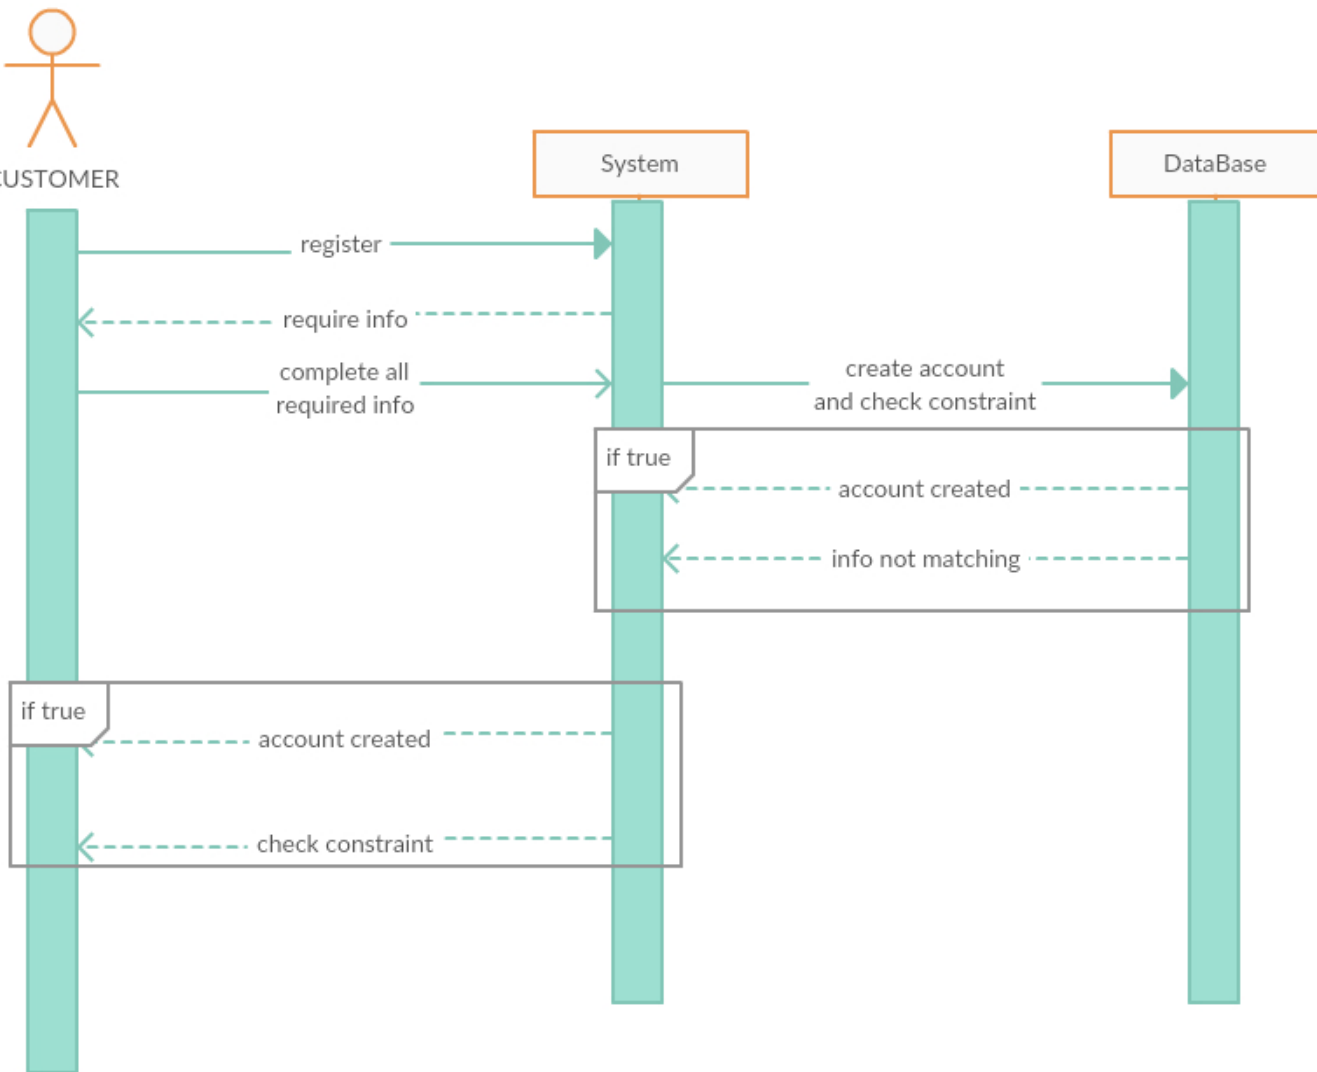 System
DataBase
CUSTOMER
register
require info
complete all
required info
create account
and check constraint
if true
account created
info not matching
if true
account created
check constraint